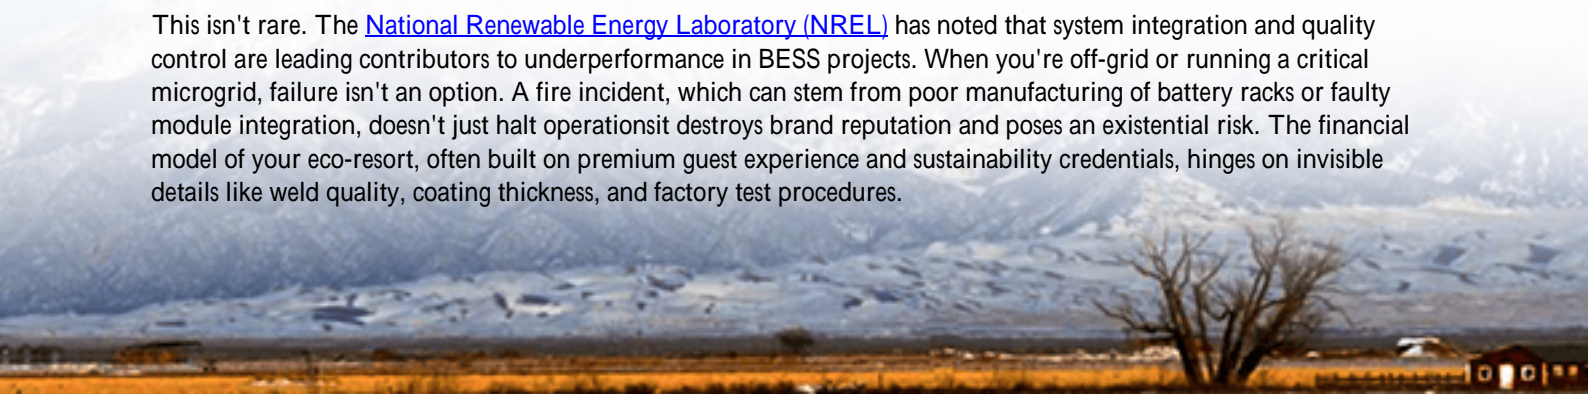 This isn't rare. The National Renewable Energy Laboratory (NREL) has noted that system integration and quality
control are leading contributors to underperformance in BESS projects. When you're off-grid or running a critical
microgrid, failure isn't an option. A fire incident, which can stem from poor manufacturing of battery racks or faulty
module integration, doesn't just halt operationsit destroys brand reputation and poses an existential risk. The financial
model of your eco-resort, often built on premium guest experience and sustainability credentials, hinges on invisible
details like weld quality, coating thickness, and factory test procedures.